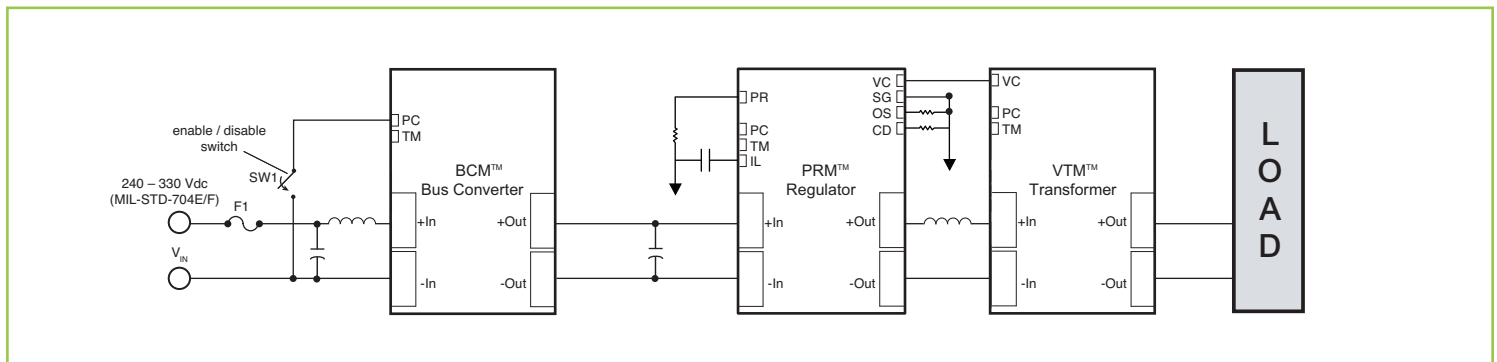 enable / disable
switch
SW1
240 – 330 Vdc
(MIL-STD-704E/F)
F1
V_IN
PC
TM
BCM™
Bus Converter
+In
-In
+Out
-Out
PR
PC
TM
IL
VC
SG
OS
CD
PRM™
Regulator
+In
-In
+Out
-Out
VC
PC
TM
VTM™
Transformer
+In
-In
+Out
-Out
L
O
A
D